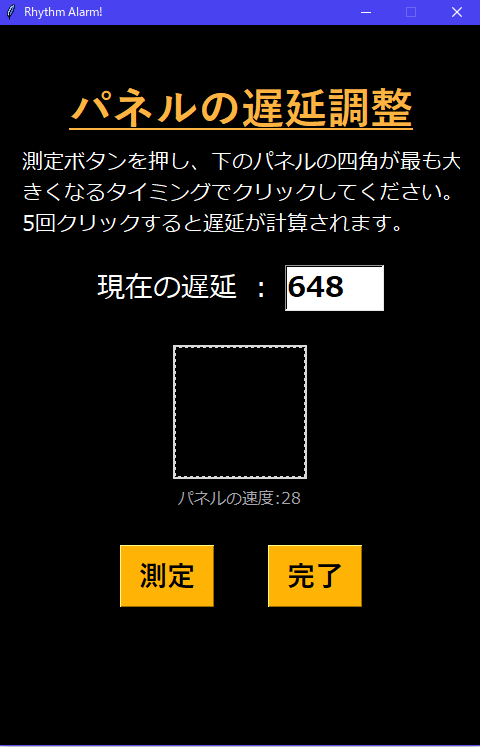 Rhythm Alarm!
パネルの遅延調整
測定ボタンを押し、下のパネルの四角が最も大
きくなるタイミングでクリックしてください。
5回クリックすると遅延が計算されます。
現在の遅延 : 648
パネルの速度:28
測定 完了